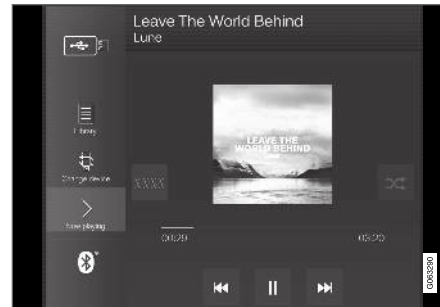 Leave The World Behind
Lune
Library
Change device
Now playing
LEAVE THE
WORLD BEHIND
00:29
03:20
G063290